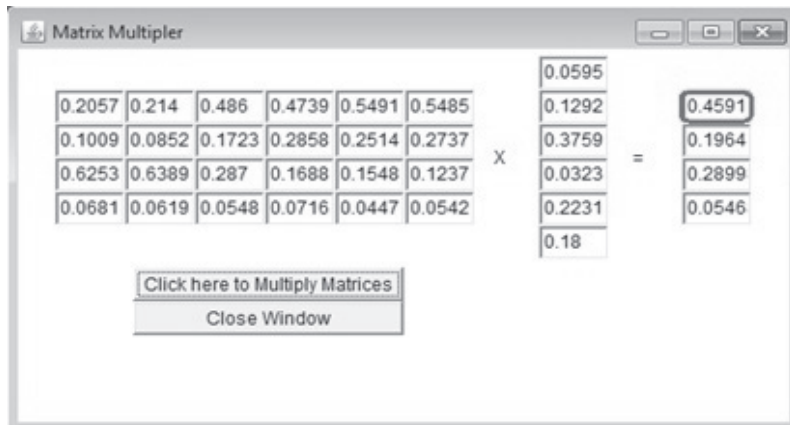 Matrix Multipler
0.0595
0.2057 0.214 0.486 0.4739 0.5491 0.5485 0.1292 0.4591
0.1009 0.0852 0.1723 0.2858 0.2514 0.2737 0.3759 0.1964
X =
0.6253 0.6389 0.287 0.1688 0.1548 0.1237 0.0323 0.2899
0.0681 0.0619 0.0548 0.0716 0.0447 0.0542 0.2231 0.0546
0.18
Click here to Multiply Matrices
Close Window